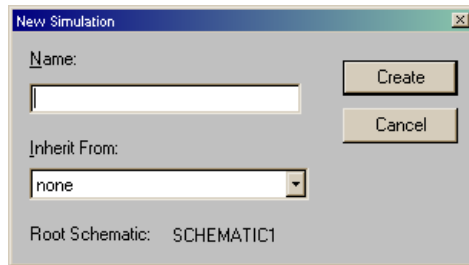 New Simulation
Name:
Create
Cancel
Inherit From:
none
Root Schematic: SCHEMATIC1